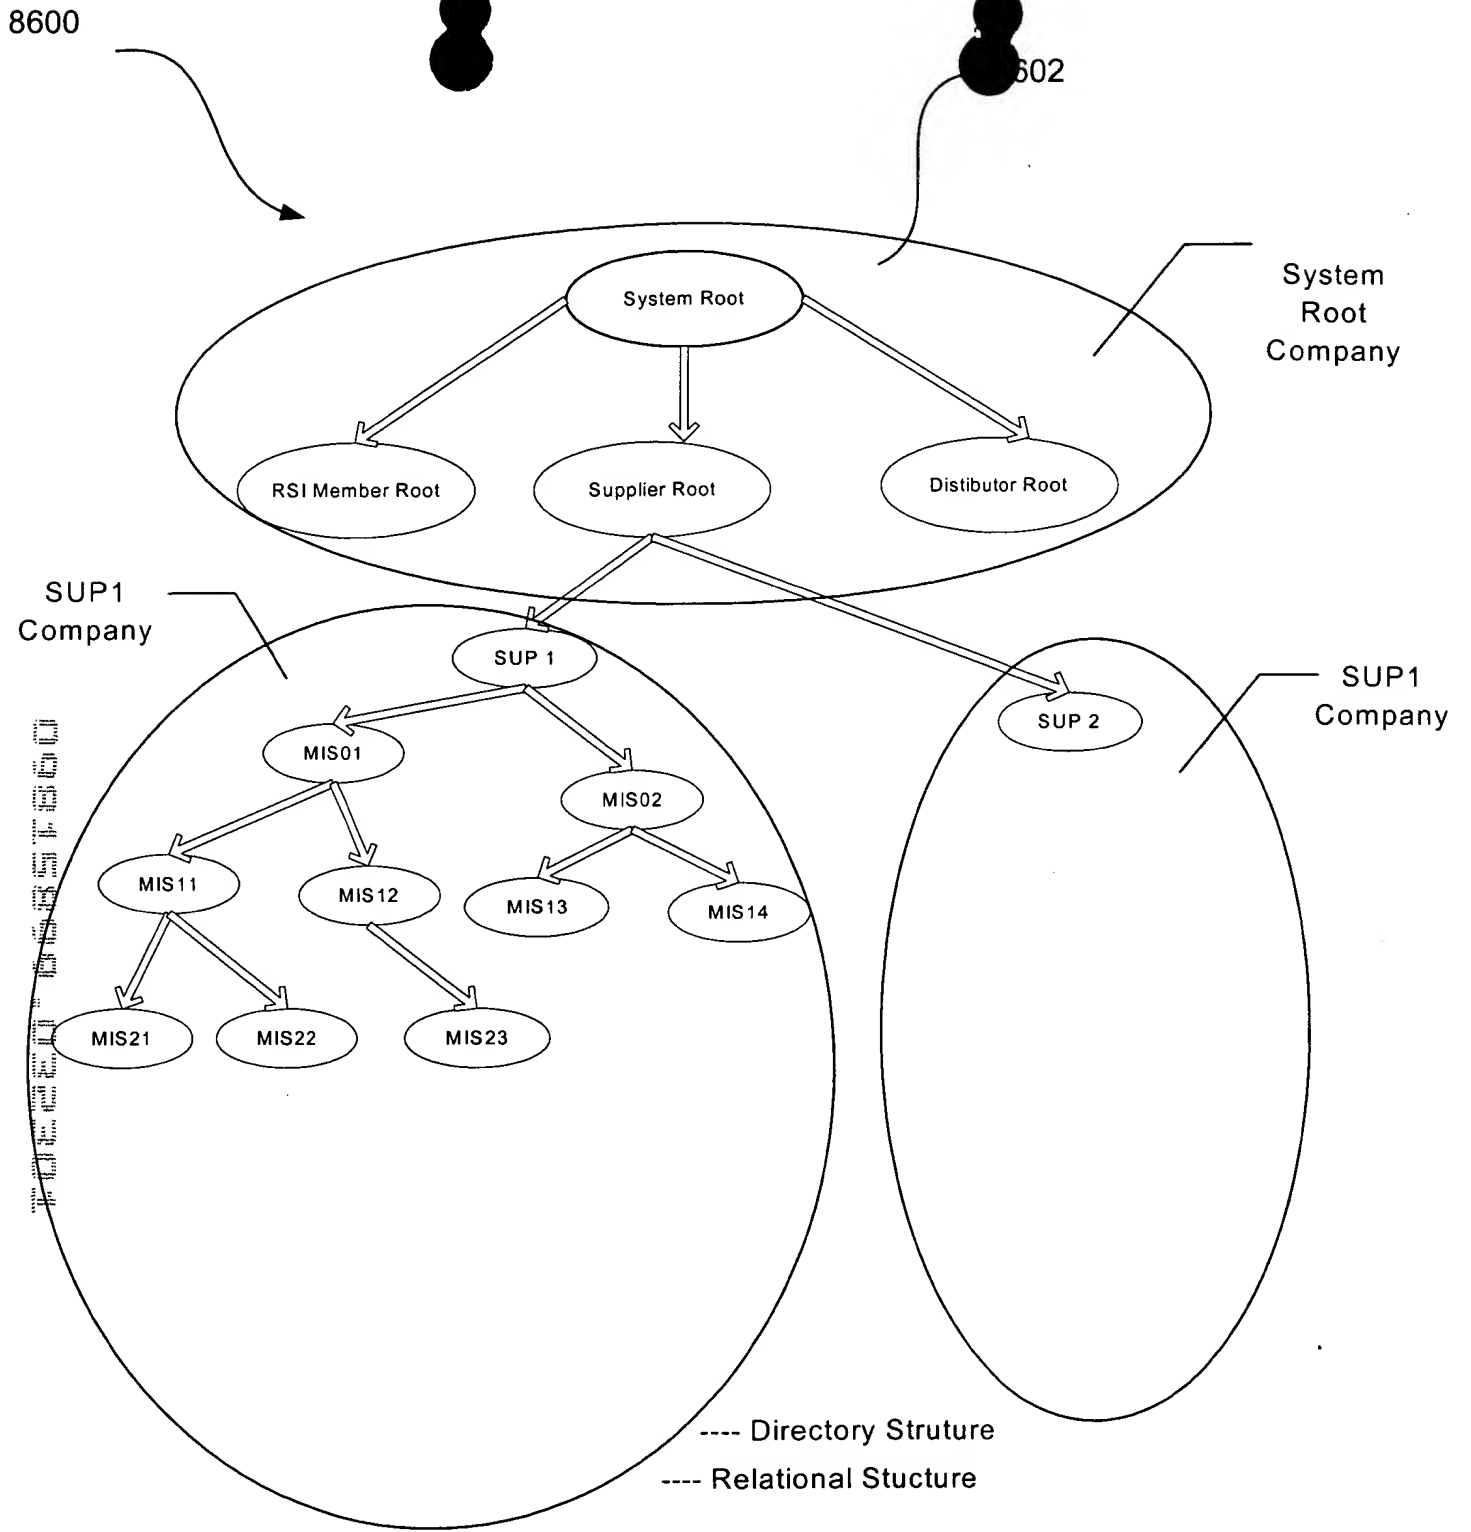 8600
602
System Root
System
Root
Company
RSI Member Root
Supplier Root
Distibutor Root
SUP1
Company
SUP 1
SUP1
Company
SUP 2
MIS01
MIS02
MIS11
MIS12
MIS13
MIS14
MIS21
MIS22
MIS23
---- Directory Struture
---- Relational Stucture